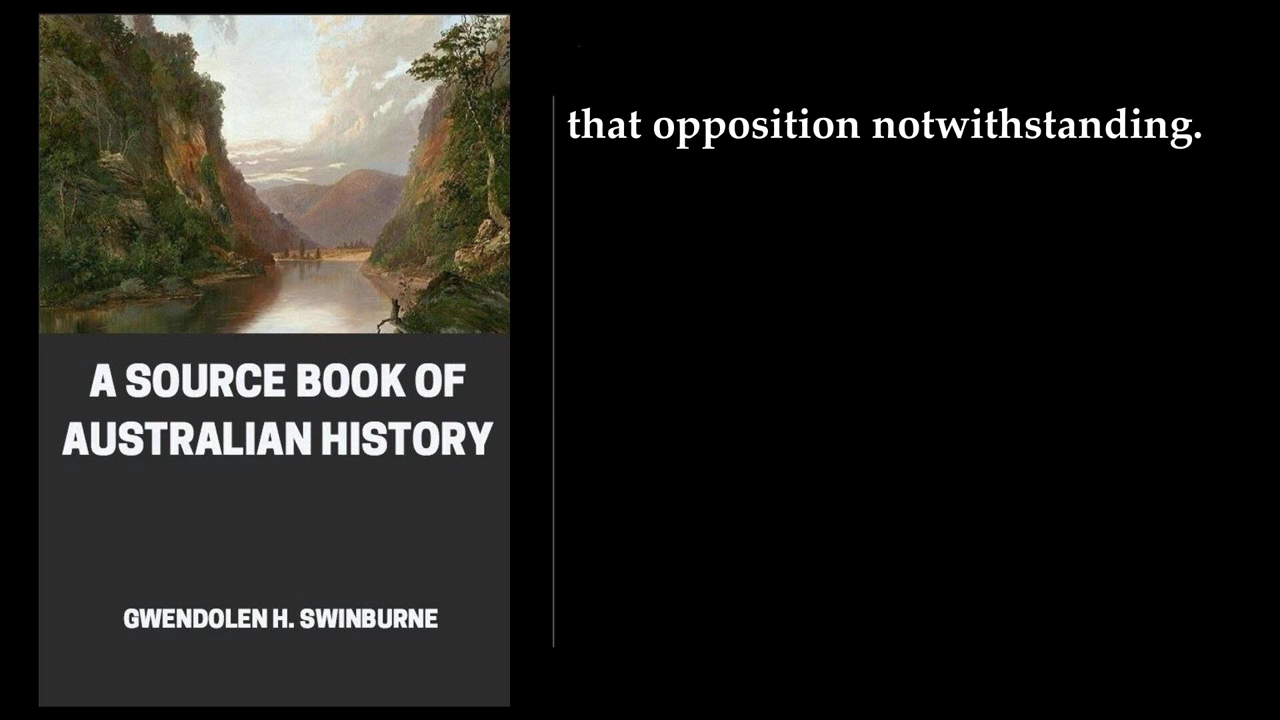 A SOURCE BOOK OF
AUSTRALIAN HISTORY
GWENDOLEN H. SWINBURNE
that opposition notwithstanding.